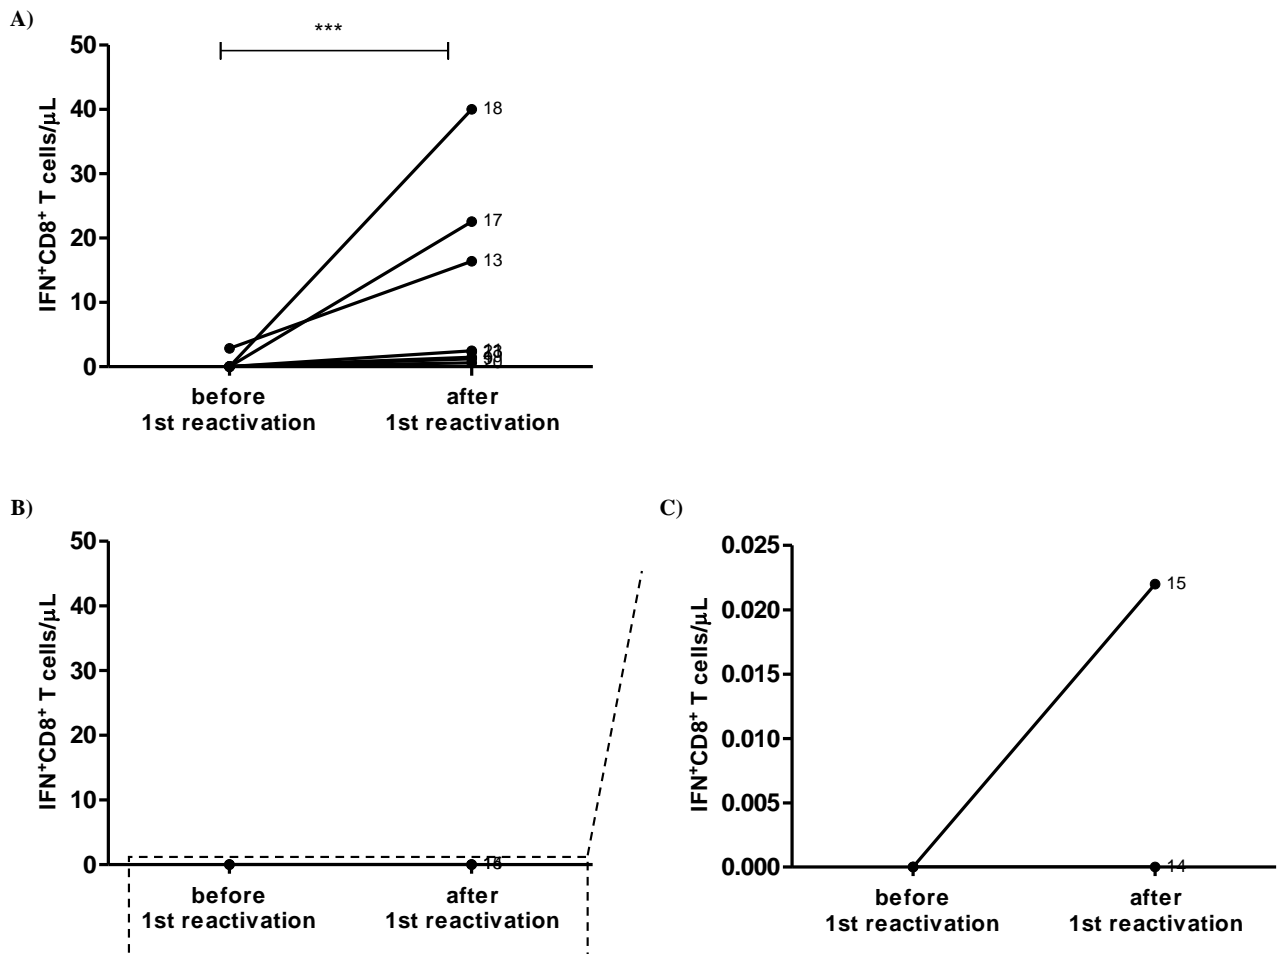 A)
***
50
40
30
20
10
0
IFN+CD8+ T cells/μL
18
17
13
before
1st reactivation
after
1st reactivation
B)
50
40
30
20
10
0
IFN+CD8+ T cells/μL
before
1st reactivation
after
1st reactivation
C)
0.025
0.020
0.015
0.010
0.005
0.000
IFN+CD8+ T cells/μL
15
14
before
1st reactivation
after
1st reactivation